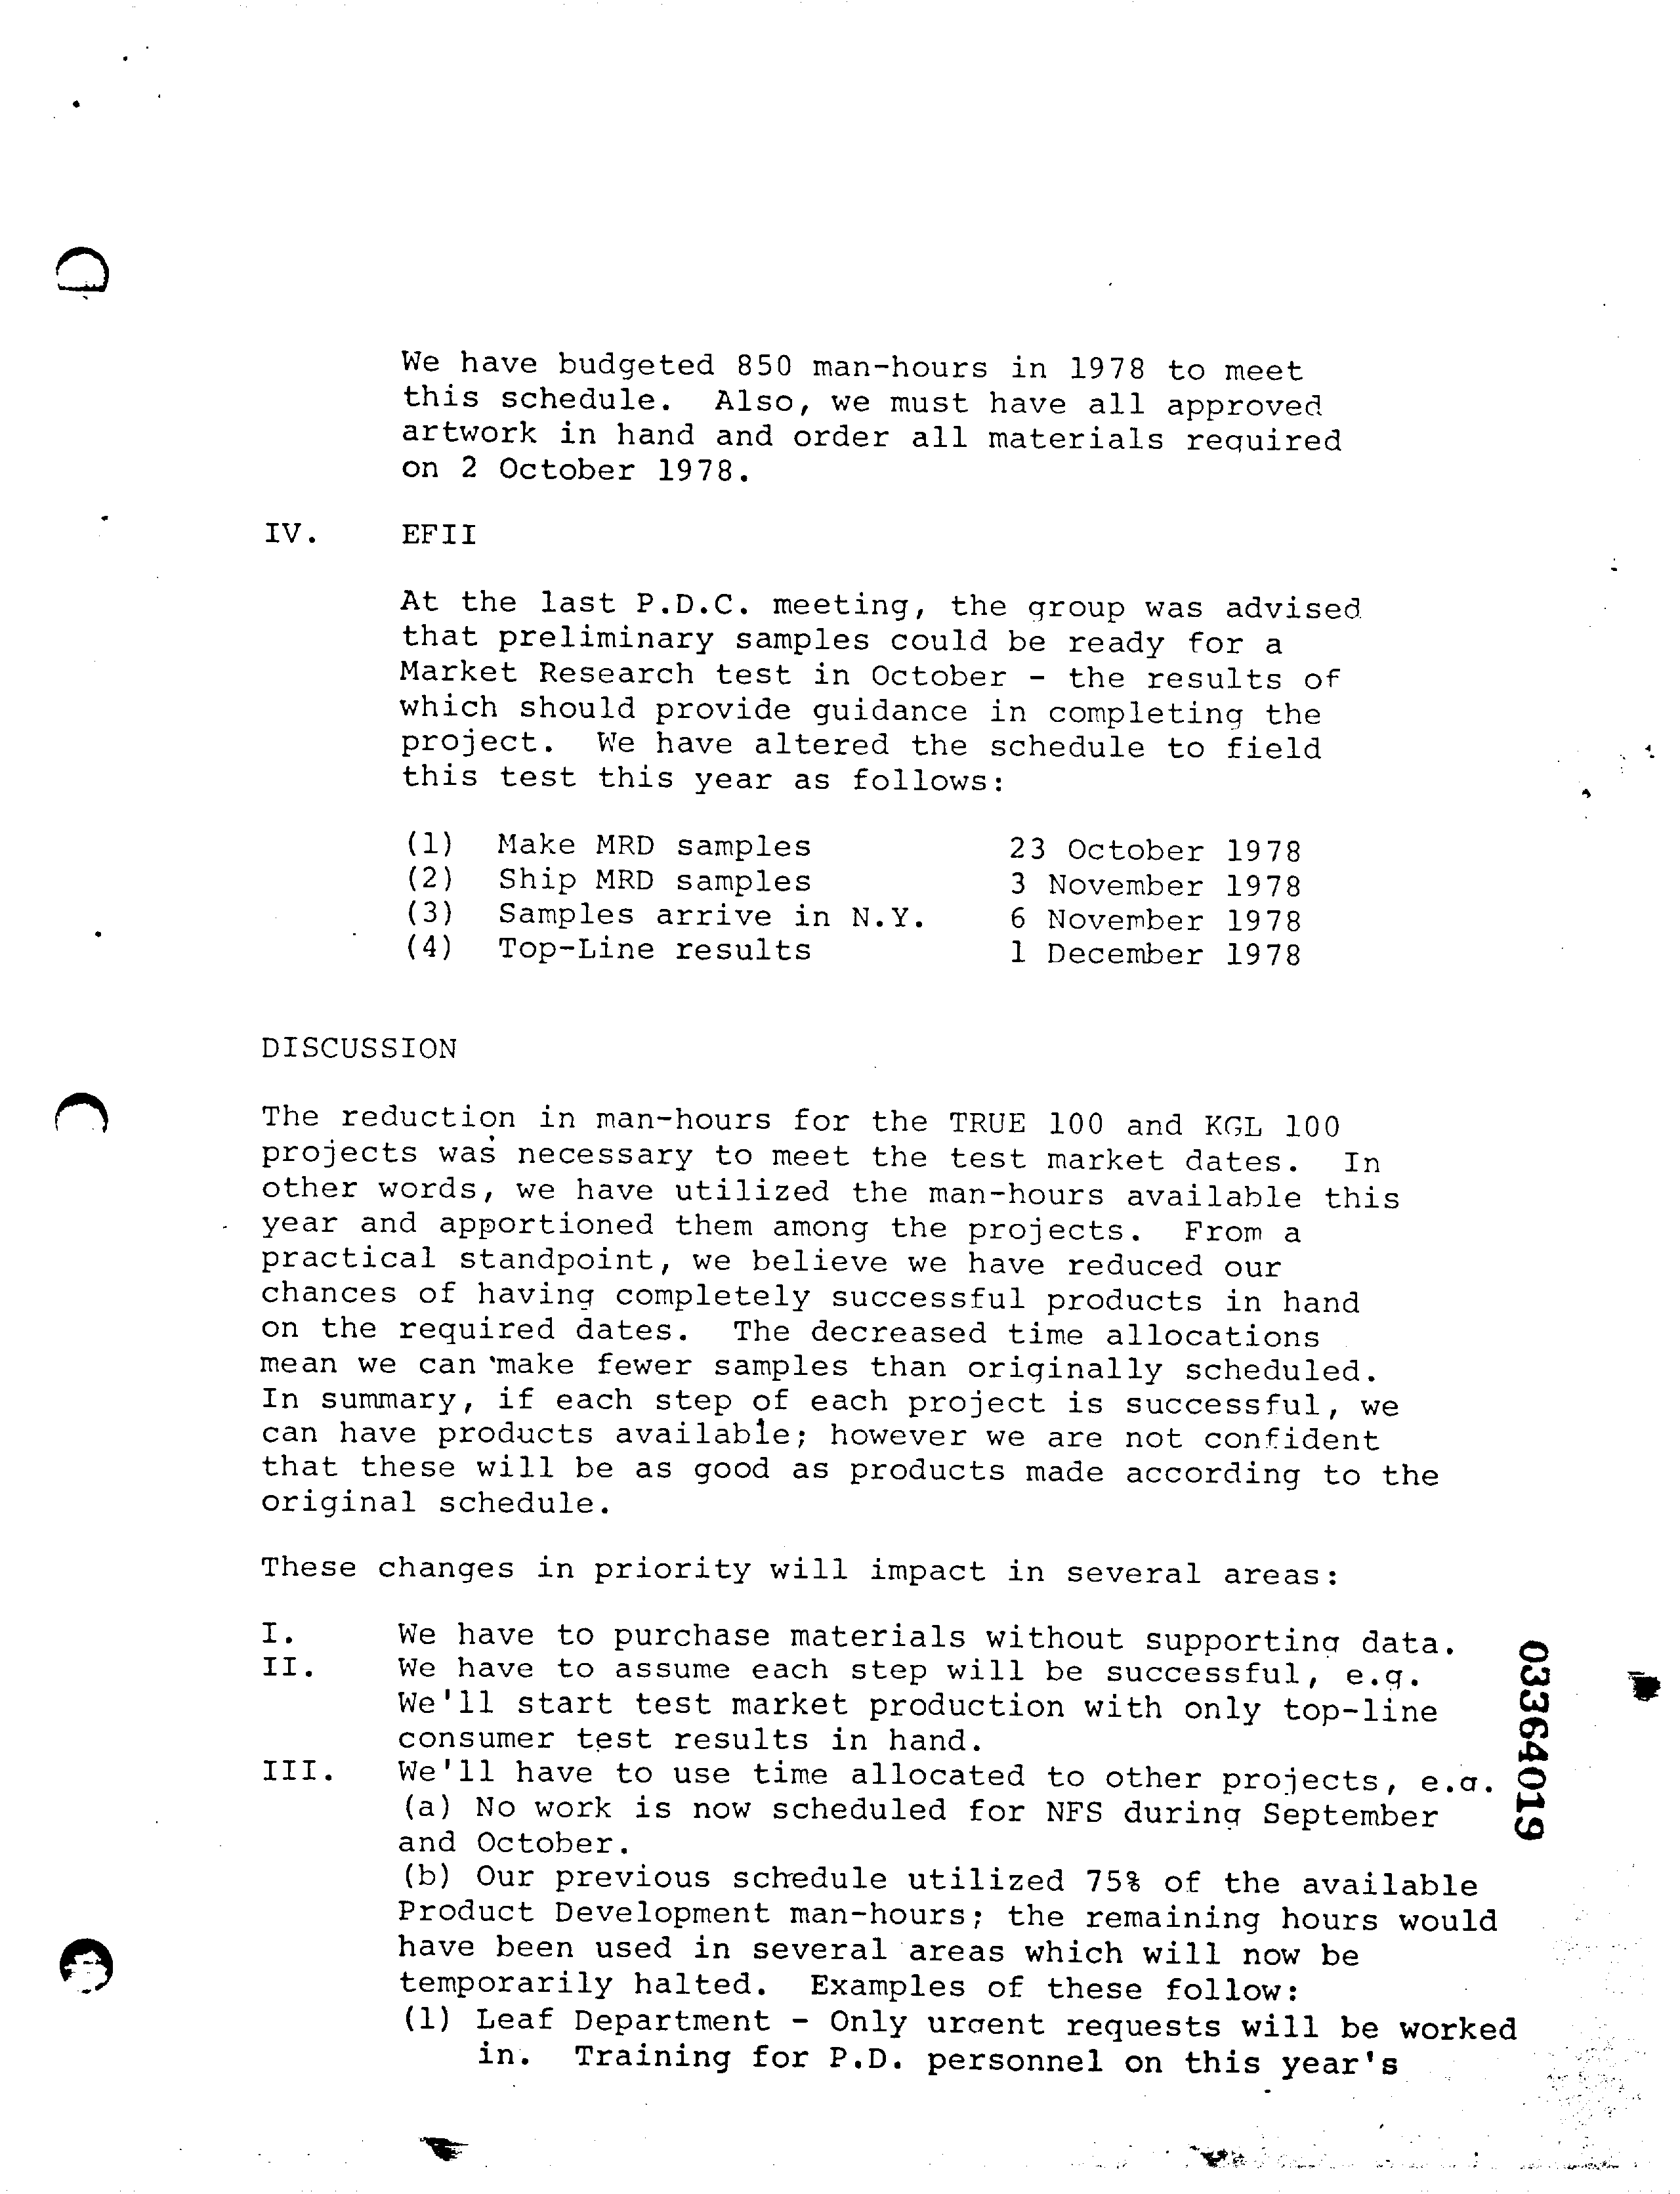 We have budgeted 850 man-hours in 1978 to meet
this schedule. Also, we must have all approved
artwork in hand and order all materials required
on 2 October 1978.
IV. EFII
At the last P.D.C. meeting, the group was advised
that preliminary samples could be ready for a
Market Research test in October - the results of
which should provide guidance in completing the
project. We have altered the schedule to field
this test this year as follows:
(1) Make MRD samples 23 October 1978
(2) Ship MRD samples 3 November 1978
(3) Samples arrive in N.Y. 6 November 1978
(4) Top-Line results 1 December 1978
DISCUSSION
The reduction in man-hours for the TRUE 100 and KGL 100
projects was necessary to meet the test market dates. In
other words, we have utilized the man-hours available this
year and apportioned them among the projects. From a
practical standpoint, we believe we have reduced our
chances of having completely successful products in hand
on the required dates. The decreased time allocations
mean we can make fewer samples than originally scheduled.
In summary, if each step of each project is successful, we
can have products available; however we are not confident
that these will be as good as products made according to the
original schedule.
These changes in priority will impact in several areas:
I. We have to purchase materials without supporting data.
II. We have to assume each step will be successful, e.g.
We'll start test market production with only top-line
consumer test results in hand.
III. We'll have to use time allocated to other projects, e.g.
(a) No work is now scheduled for NFS during September
and October.
(b) Our previous schedule utilized 75% of the available
Product Development man-hours; the remaining hours would
have been used in several areas which will now be
temporarily halted. Examples of these follow:
(1) Leaf Department - Only urgent requests will be worked
in. Training for P.D. personnel on this year's
03364019